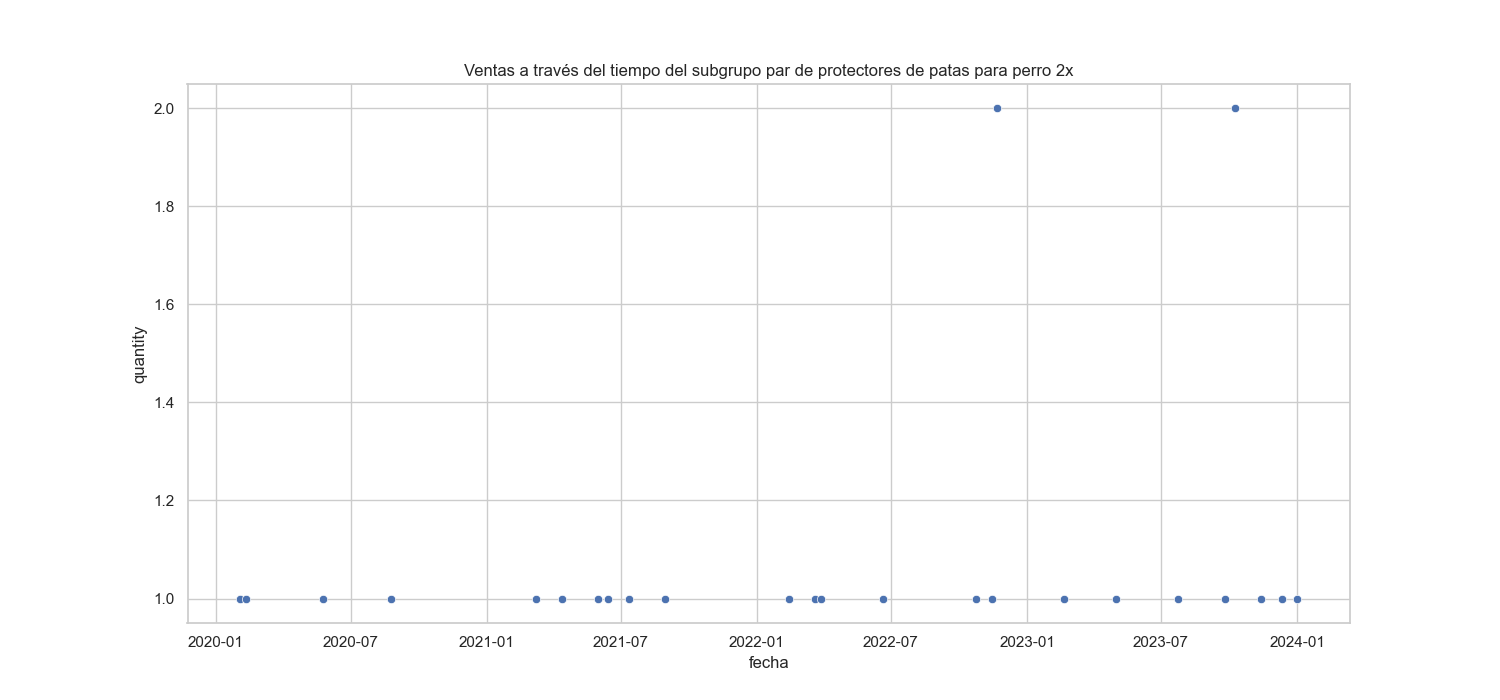 Ventas a través del tiempo del subgrupo par de protectores de patas para perro 2x
2.0
1.8
1.6
1.4
1.2
1.0
quantity
2020-01 2020-07 2021-01 2021-07 2022-01 2022-07 2023-01 2023-07 2024-01
fecha